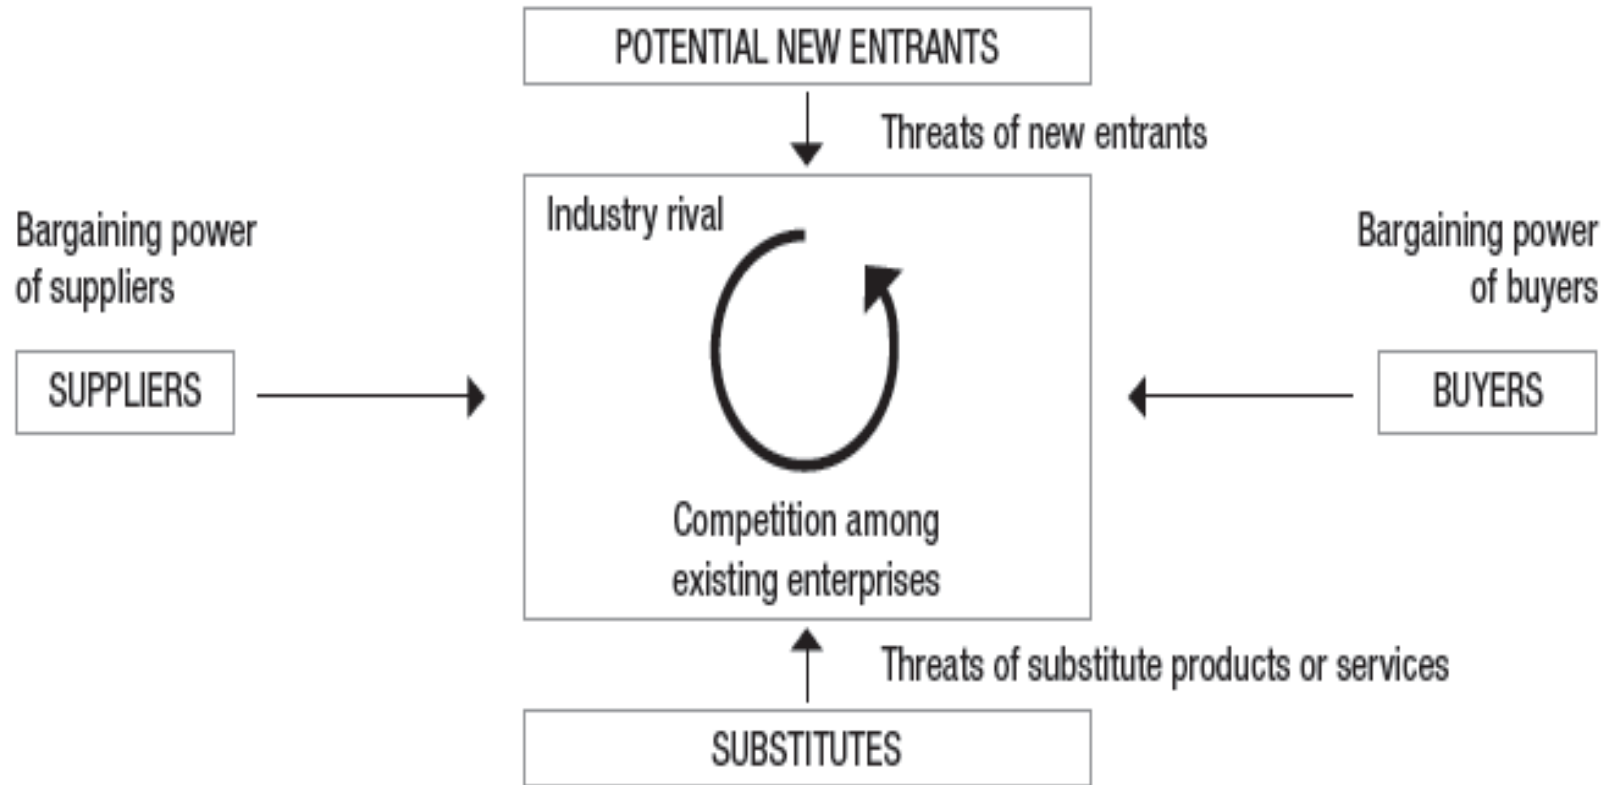 POTENTIAL NEW ENTRANTS
Threats of new entrants
Industry rival
Bargaining power
of suppliers
Bargaining power
of buyers
SUPPLIERS
BUYERS
Competition among
existing enterprises
Threats of substitute products or services
SUBSTITUTES